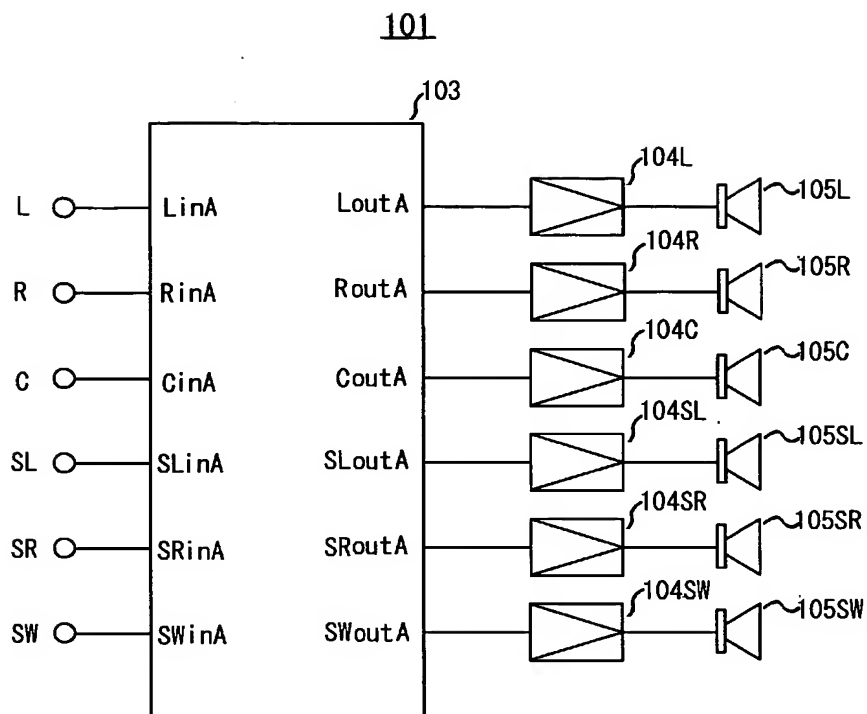 101
103
L LinA LoutA 104L 105L
R RinA RoutA 104R 105R
C CinA CoutA 104C 105C
SL SLinA SLoutA 104SL 105SL
SR SRinA SRoutA 104SR 105SR
SW SWinA SWoutA 104SW 105SW